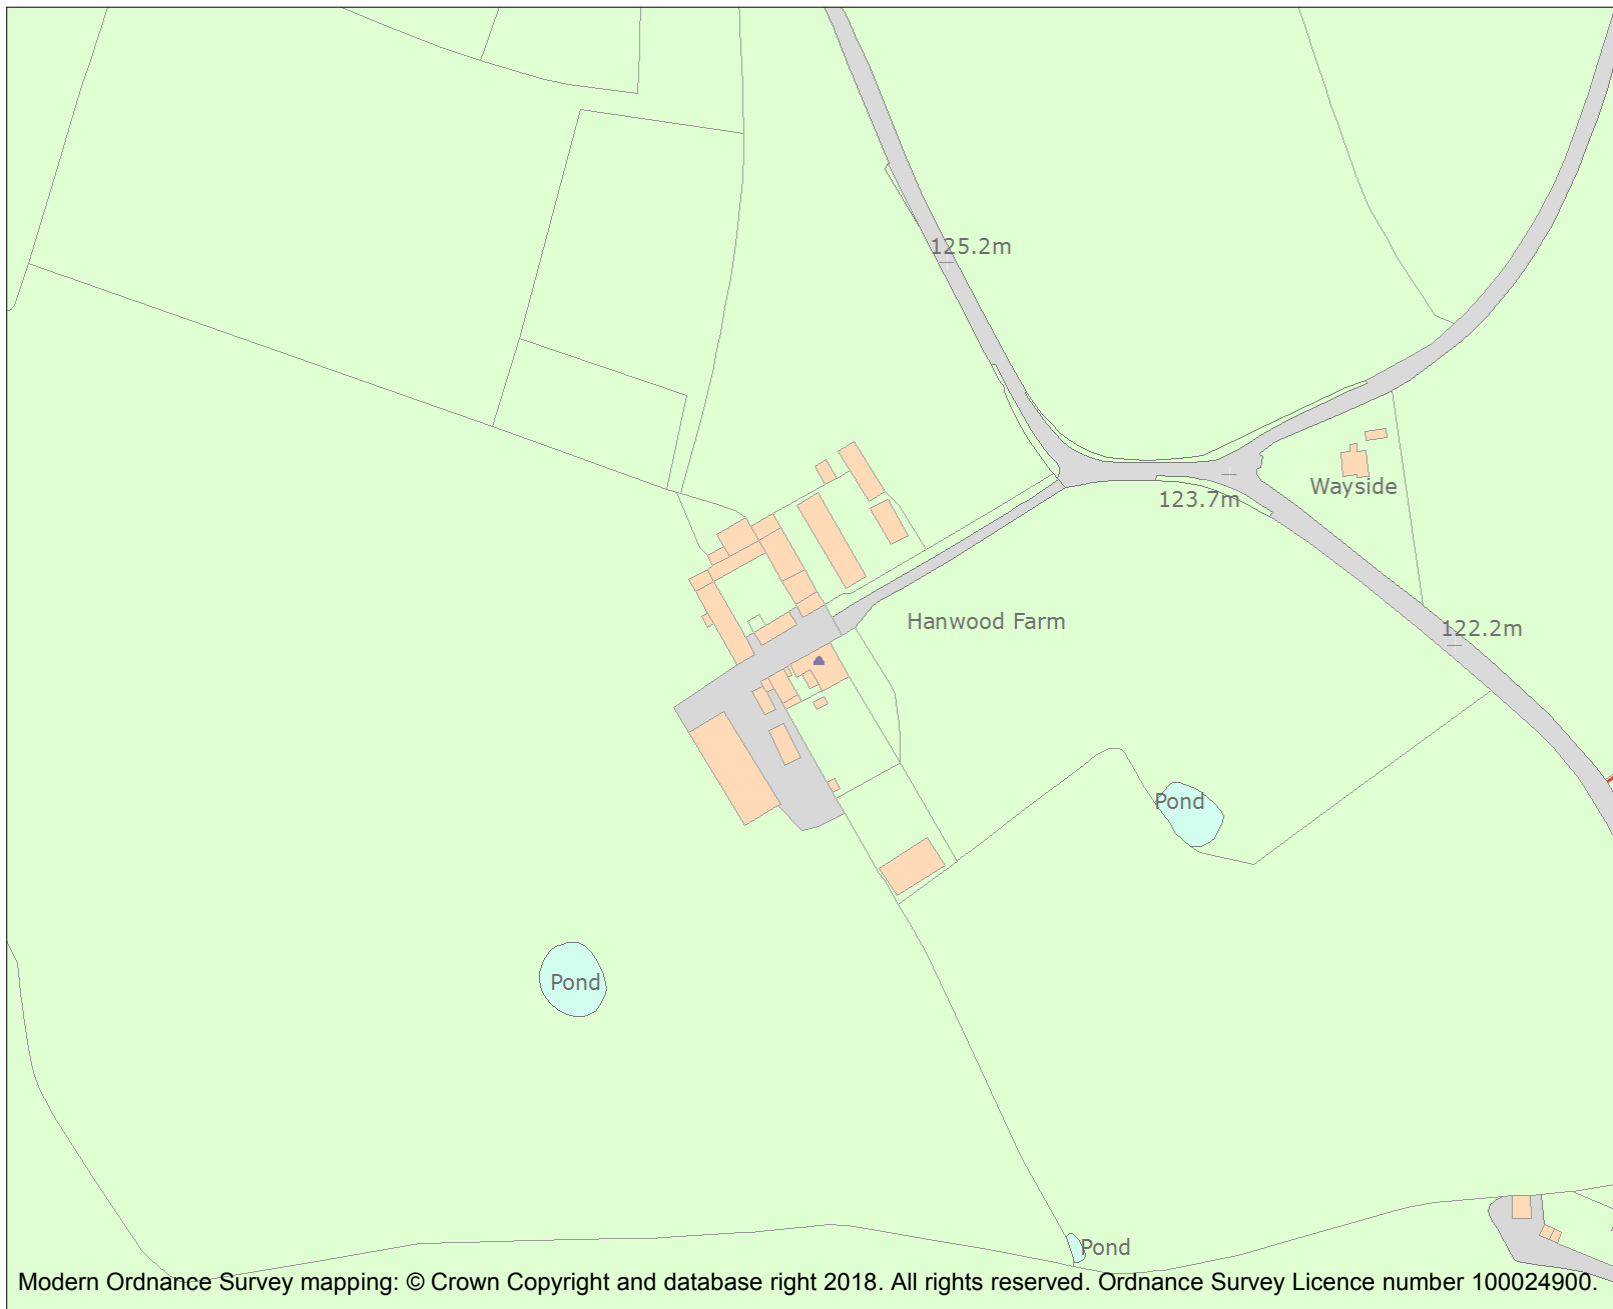 125.2m
Wayside
123.7m
Hanwood Farm
122.2m
Pond
Pond
Pond
Modern Ordnance Survey mapping: © Crown Copyright and database right 2018. All rights reserved. Ordnance Survey Licence number 100024900.